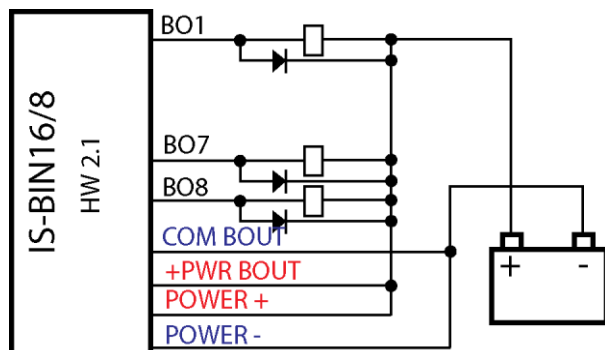 IS-BIN16/8
HW 2.1
BO1
BO7
BO8
COM BOUT
+PWR BOUT
POWER +
POWER -
+ -